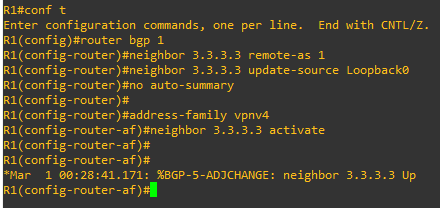 R1#conf t
Enter configuration commands, one per line.  End with CNTL/Z.
R1(config)#router bgp 1
R1(config-router)#neighbor 3.3.3.3 remote-as 1
R1(config-router)#neighbor 3.3.3.3 update-source Loopback0
R1(config-router)#no auto-summary
R1(config-router)#
R1(config-router)#address-family vpnv4
R1(config-router-af)#neighbor 3.3.3.3 activate
R1(config-router-af)#
R1(config-router-af)#
*Mar  1 00:28:41.171: %BGP-5-ADJCHANGE: neighbor 3.3.3.3 Up
R1(config-router-af)#